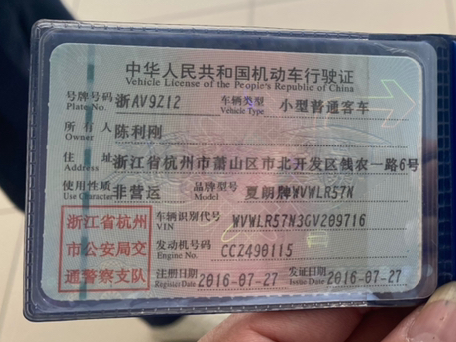 中华人民共和国机动车行驶证
Vehicle License of the People's Republic of China
号牌号码 浙AV9Z12 车辆类型 小型普通客车
Plate No. Vehicle Type
所有人 陈利刚
Owner
住址 浙江省杭州市萧山区市北开发区钱农一路6号
Address
使用性质 非营运 品牌型号 夏朗牌WVWLR57N
Use Character Model
浙江省杭州 车辆识别代号 WVWLR57N3GV209716
VIN
市公安局交 发动机号码 CCZ490115
Engine No.
通警察支队 注册日期 2016-07-27 发证日期 2016-07-27
Register Date Issue Date